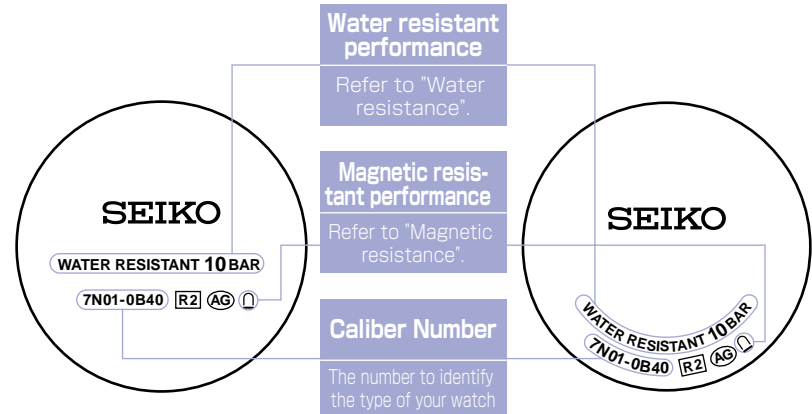 Water resistant
performance
Refer to "Water
resistance".
Magnetic resis-
tant performance
Refer to "Magnetic
resistance".
Caliber Number
The number to identify
the type of your watch
SEIKO
WATER RESISTANT 10 BAR
7N01-0B40 R2 AG
SEIKO
WATER RESISTANT 10 BAR
7N01-0B40 R2 AG